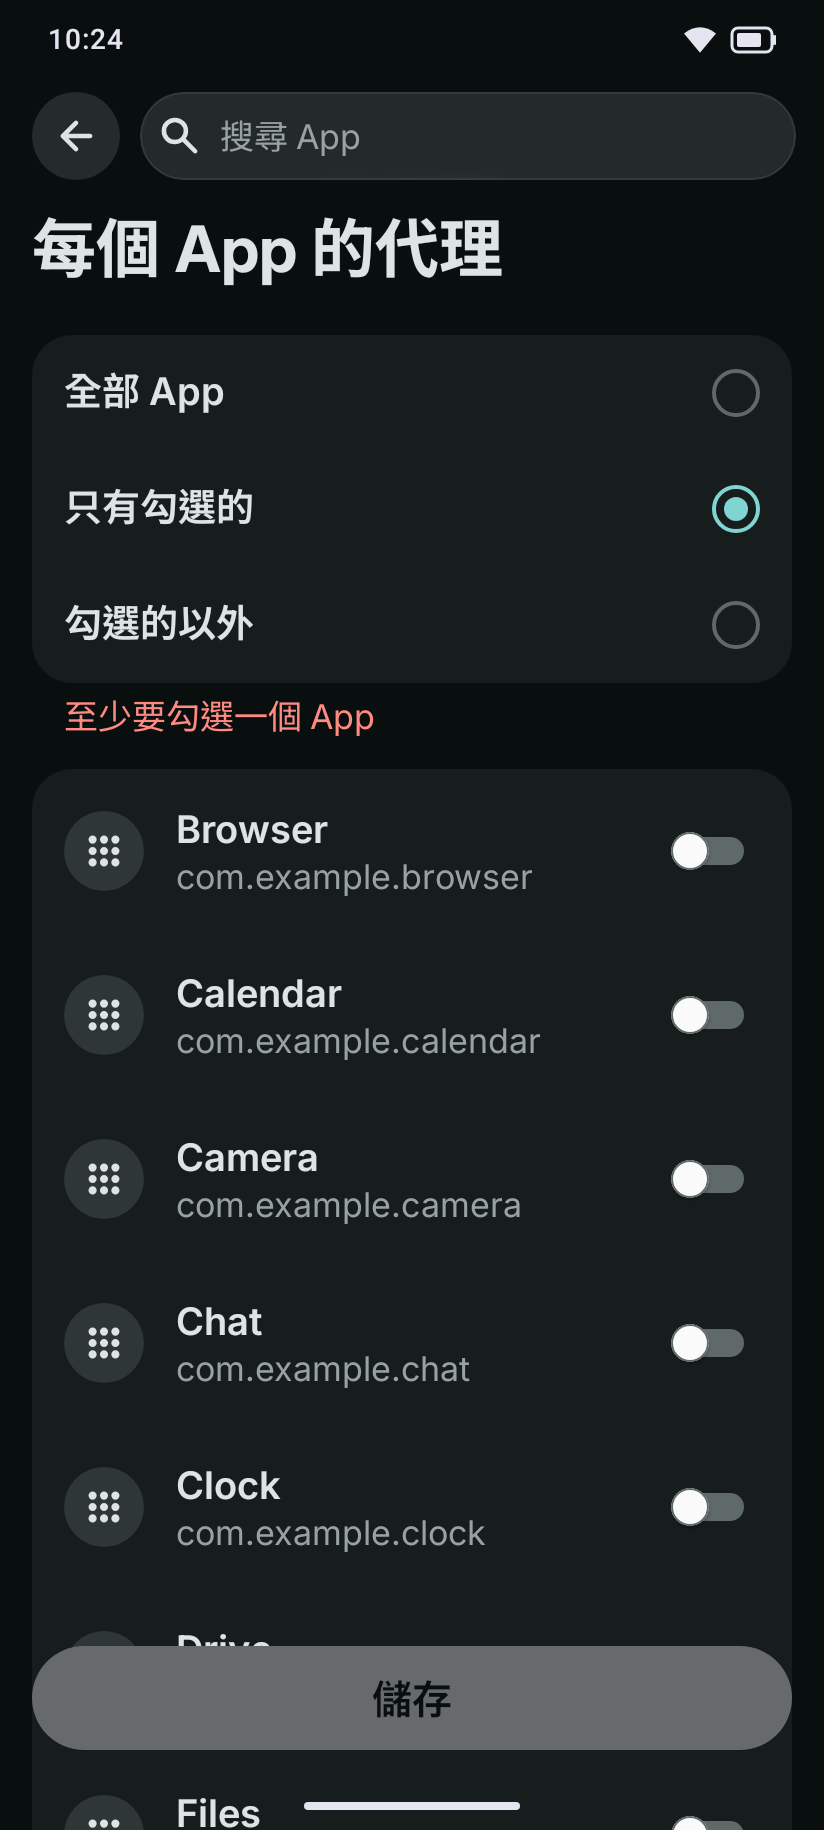 10:24
搜尋 App
每個 App 的代理
全部 App
只有勾選的
勾選的以外
至少要勾選一個 App
Browser
com.example.browser
Calendar
com.example.calendar
Camera
com.example.camera
Chat
com.example.chat
Clock
com.example.clock
Drive
儲存
Files